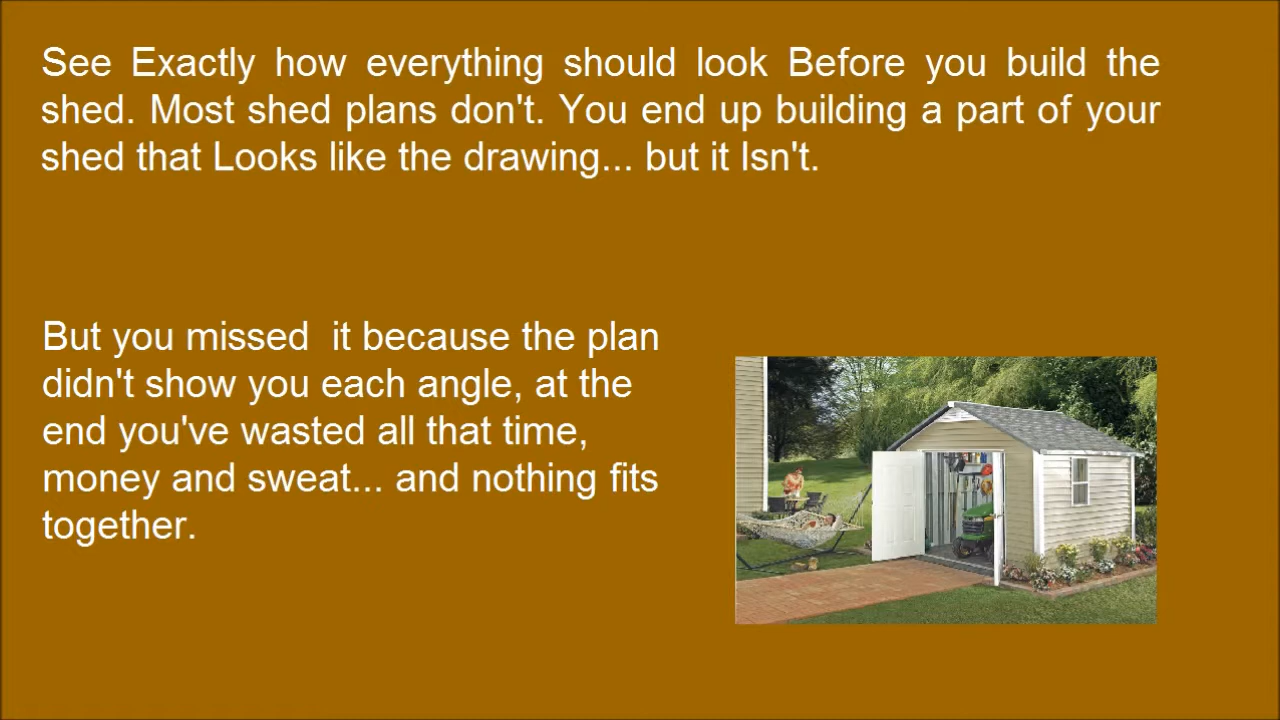 See Exactly how everything should look Before you build the
shed. Most shed plans don't. You end up building a part of your
shed that Looks like the drawing... but it Isn't.
But you missed  it because the plan
didn't show you each angle, at the
end you've wasted all that time,
money and sweat... and nothing fits
together.